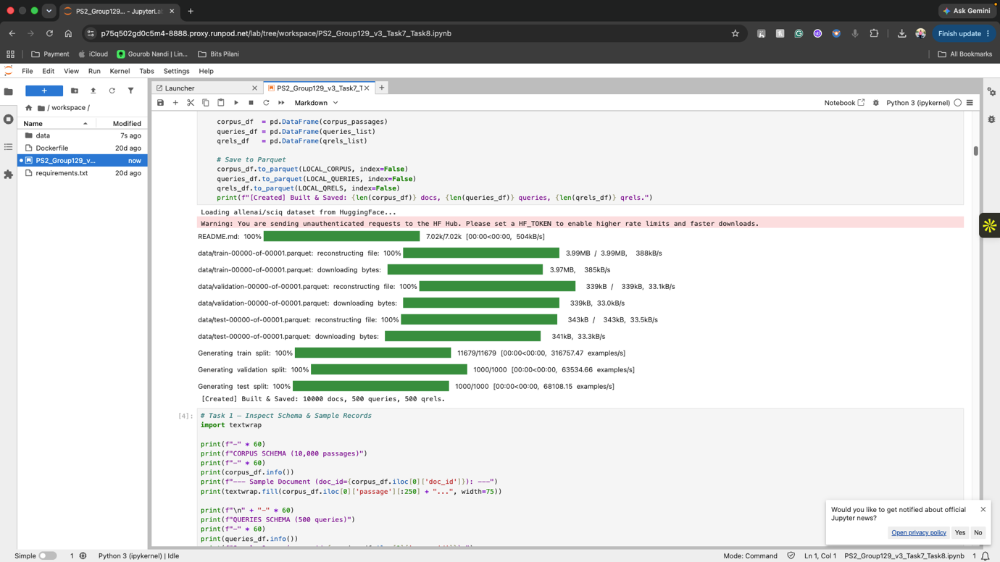 PS2_Group129... - JupyterLa
Ask Gemini
p75q502gd0c5m4-8888.proxy.runpod.net/lab/tree/workspace/PS2_Group129_v3_Task7_Task8.ipynb
Finish update
Payment
iCloud
Gourob Nandi | Lin...
Bits Pilani
All Bookmarks
File Edit View Run Kernel Tabs Settings Help
Launcher
PS2_Group129_v3_Task7_T
/ workspace /
Markdown
Notebook
Python 3 (ipykernel)
Name Modified
data 7s ago
Dockerfile 20d ago
PS2_Group129_v... now
requirements.txt 20d ago
corpus_df = pd.DataFrame(corpus_passages)
queries_df = pd.DataFrame(queries_list)
qrels_df = pd.DataFrame(qrels_list)
# Save to Parquet
corpus_df.to_parquet(LOCAL_CORPUS, index=False)
queries_df.to_parquet(LOCAL_QUERIES, index=False)
qrels_df.to_parquet(LOCAL_QRELS, index=False)
print(f"[Created] Built & Saved: {len(corpus_df)} docs, {len(queries_df)} queries, {len(qrels_df)} qrels.")
Loading allenai/sciq dataset from HuggingFace...
Warning: You are sending unauthenticated requests to the HF Hub. Please set a HF_TOKEN to enable higher rate limits and faster downloads.
README.md: 100% 7.02k/7.02k [00:00<00:00, 504kB/s]
data/train-00000-of-00001.parquet: reconstructing file: 100% 3.99MB / 3.99MB, 388kB/s
data/train-00000-of-00001.parquet: downloading bytes: 3.97MB, 385kB/s
data/validation-00000-of-00001.parquet: reconstructing file: 100% 339kB / 339kB, 33.1kB/s
data/validation-00000-of-00001.parquet: downloading bytes: 339kB, 33.0kB/s
data/test-00000-of-00001.parquet: reconstructing file: 100% 343kB / 343kB, 33.5kB/s
data/test-00000-of-00001.parquet: downloading bytes: 341kB, 33.3kB/s
Generating train split: 100% 11679/11679 [00:00<00:00, 316757.47 examples/s]
Generating validation split: 100% 1000/1000 [00:00<00:00, 63534.66 examples/s]
Generating test split: 100% 1000/1000 [00:00<00:00, 68108.15 examples/s]
[Created] Built & Saved: 10000 docs, 500 queries, 500 qrels.
[4]: # Task 1 — Inspect Schema & Sample Records
import textwrap
print(f"-" * 60)
print(f"CORPUS SCHEMA (10,000 passages)")
print(f"-" * 60)
print(corpus_df.info())
print(f"--- Sample Document (doc_id={corpus_df.iloc[0]['doc_id']}): ---")
print(textwrap.fill(corpus_df.iloc[0]['passage'][:250] + "...", width=75))
print(f"\n" + "-" * 60)
print(f"QUERIES SCHEMA (500 queries)")
print(f"-" * 60)
print(queries_df.info())
Would you like to get notified about official
Jupyter news?
Open privacy policy Yes No
Simple 1 Python 3 (ipykernel) | Idle
Mode: Command Ln 1, Col 1 PS2_Group129_v3_Task7_Task8.ipynb 1